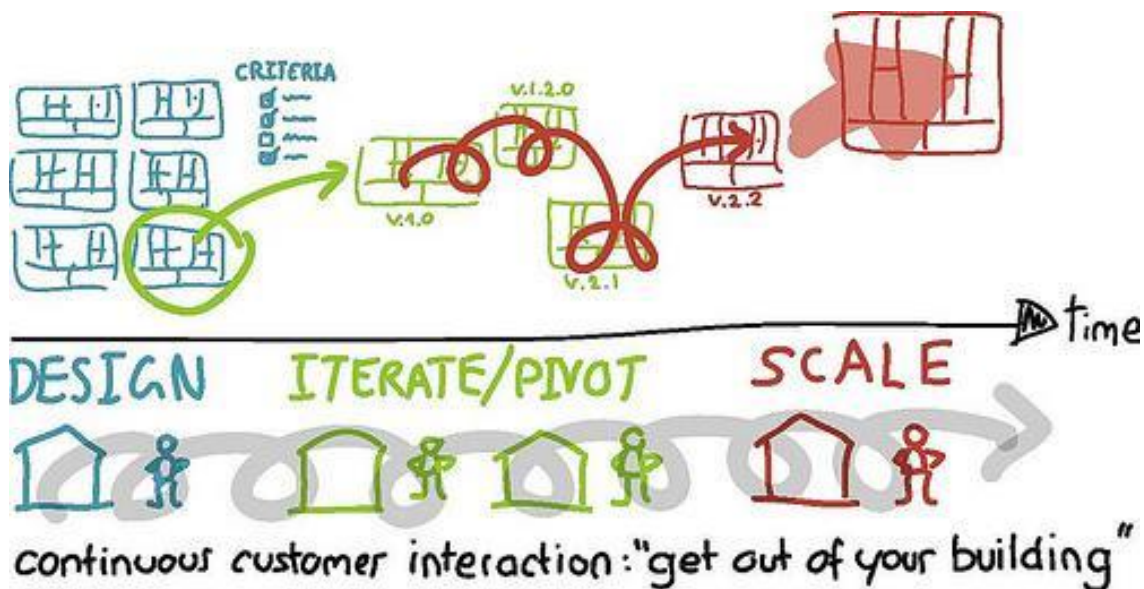 CRITERIA
v.1.0
v.1.2.0
v.2.1
v.2.2
time
DESIGN
ITERATE/PIVOT
SCALE
continuous customer interaction: "get out of your building"